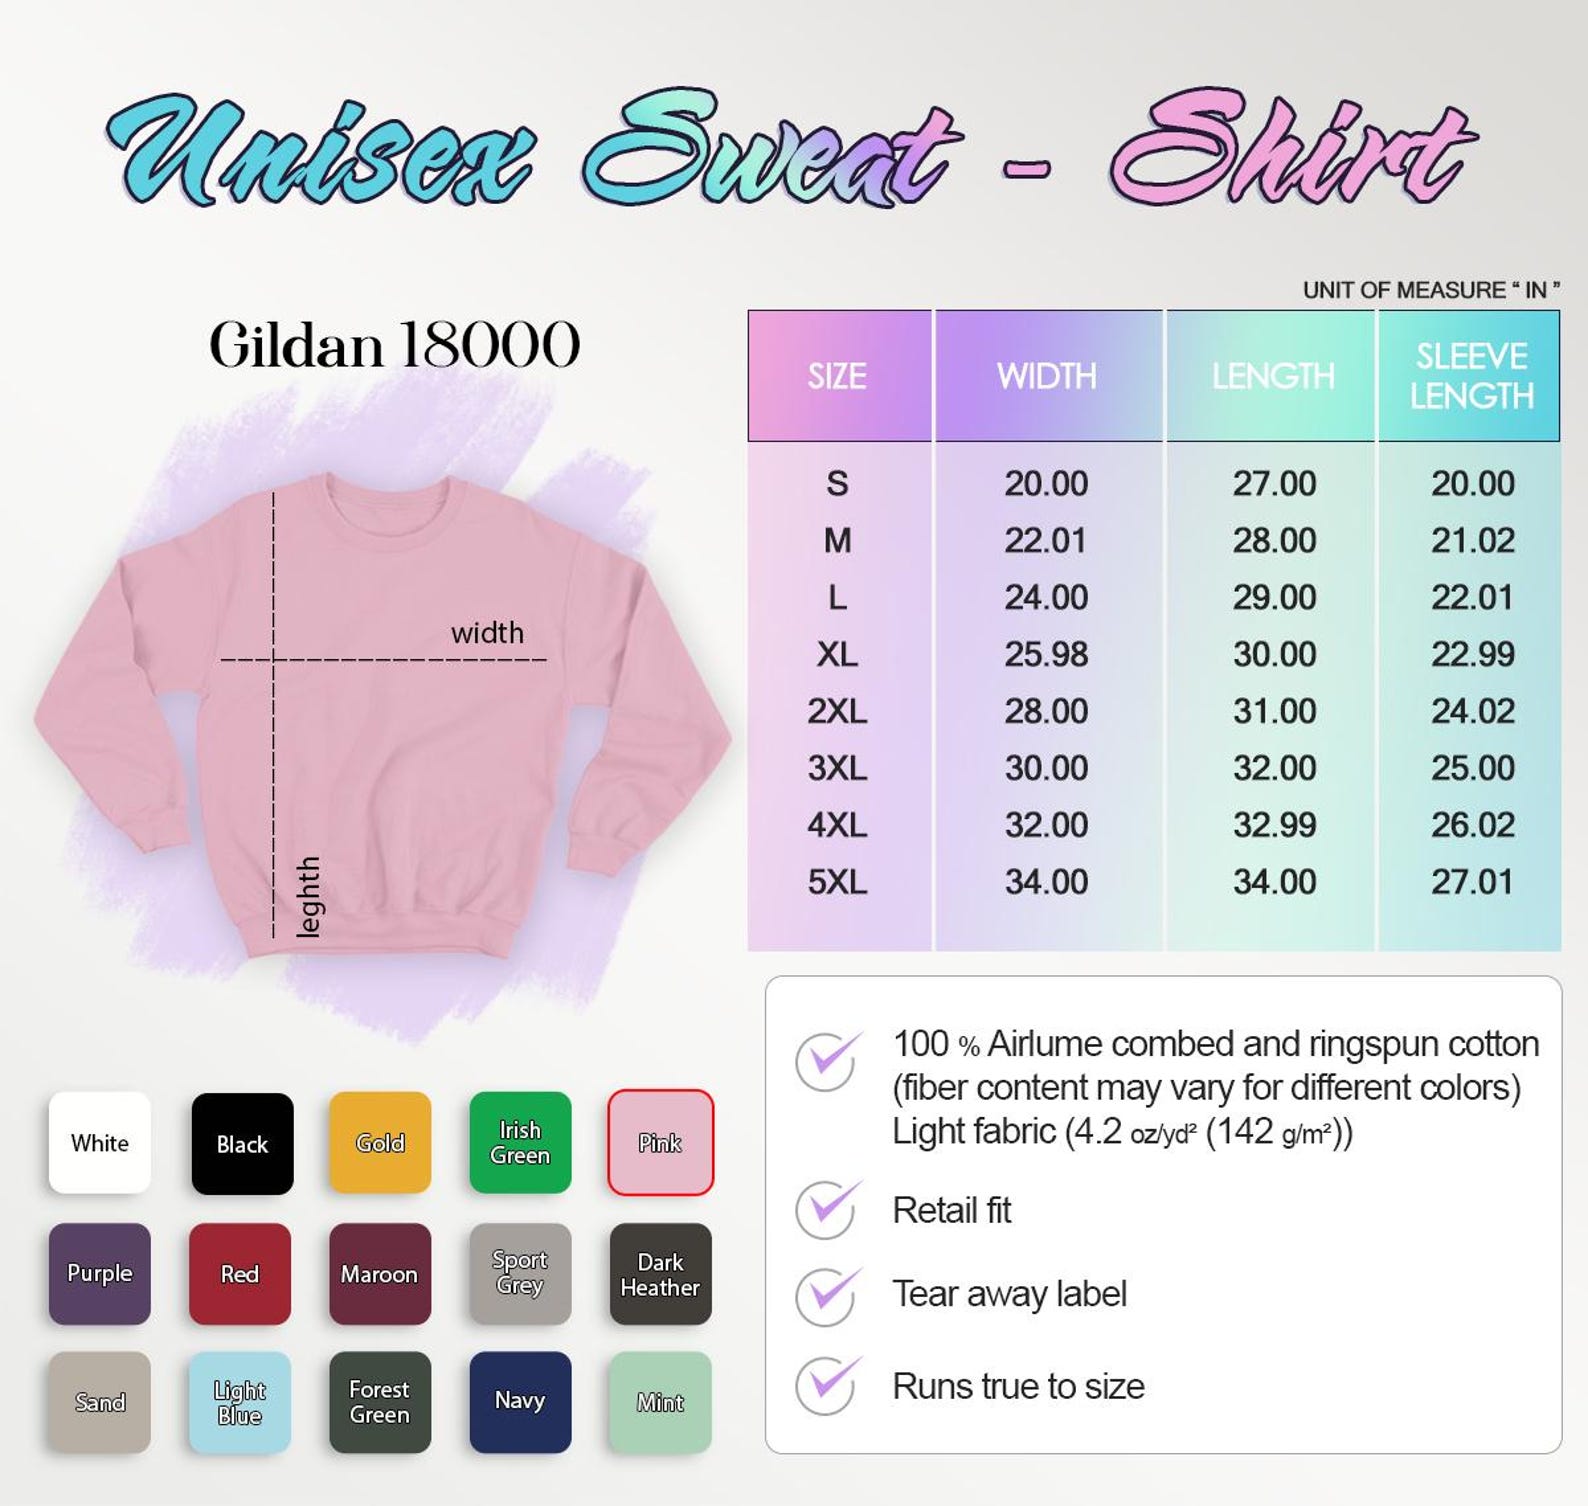 Unisex Sweat - Shirt
UNIT OF MEASURE “ IN ”
Gildan 18000
width
leghth
SIZE WIDTH LENGTH SLEEVE LENGTH
S 20.00 27.00 20.00
M 22.01 28.00 21.02
L 24.00 29.00 22.01
XL 25.98 30.00 22.99
2XL 28.00 31.00 24.02
3XL 30.00 32.00 25.00
4XL 32.00 32.99 26.02
5XL 34.00 34.00 27.01
White
Black
Gold
Irish
Green
Pink
Purple
Red
Maroon
Sport
Grey
Dark
Heather
Sand
Light
Blue
Forest
Green
Navy
Mint
100 % Airlume combed and ringspun cotton
(fiber content may vary for different colors)
Light fabric (4.2 oz/yd² (142 g/m²))
Retail fit
Tear away label
Runs true to size